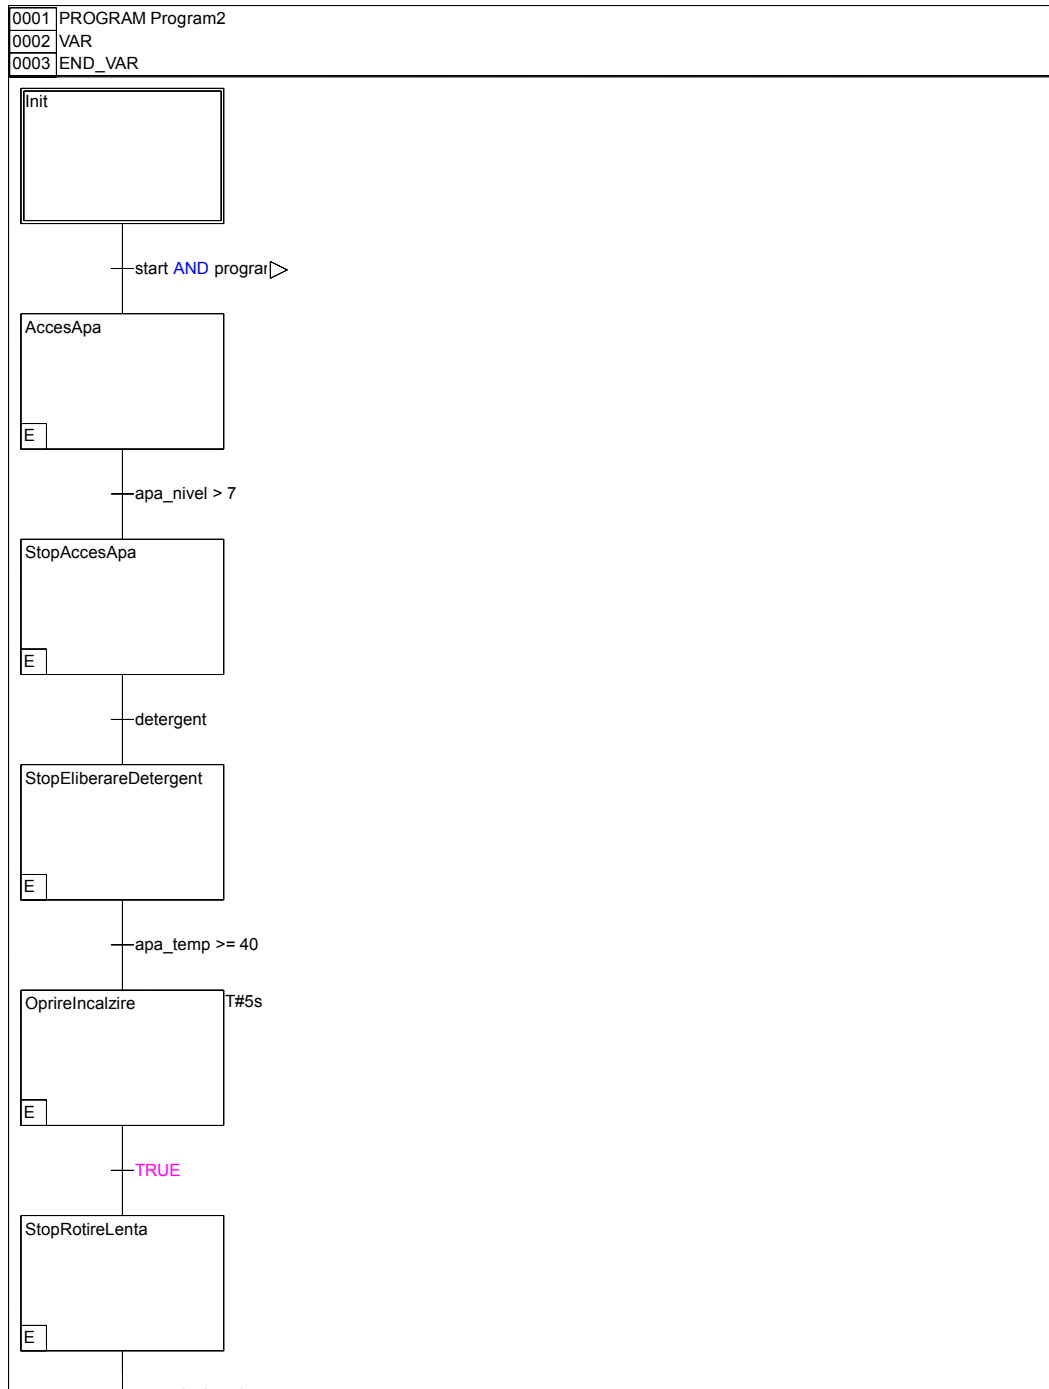 0001 PROGRAM Program2
0002 VAR
0003 END_VAR
Init
start AND
AccesApa
E
apa_nivel > 7
StopAccesApa
E
detergent
StopEliberareDetergent
E
apa_temp >= 40
OprireIncalzire T#5s
E
TRUE
StopRotireLenta
E